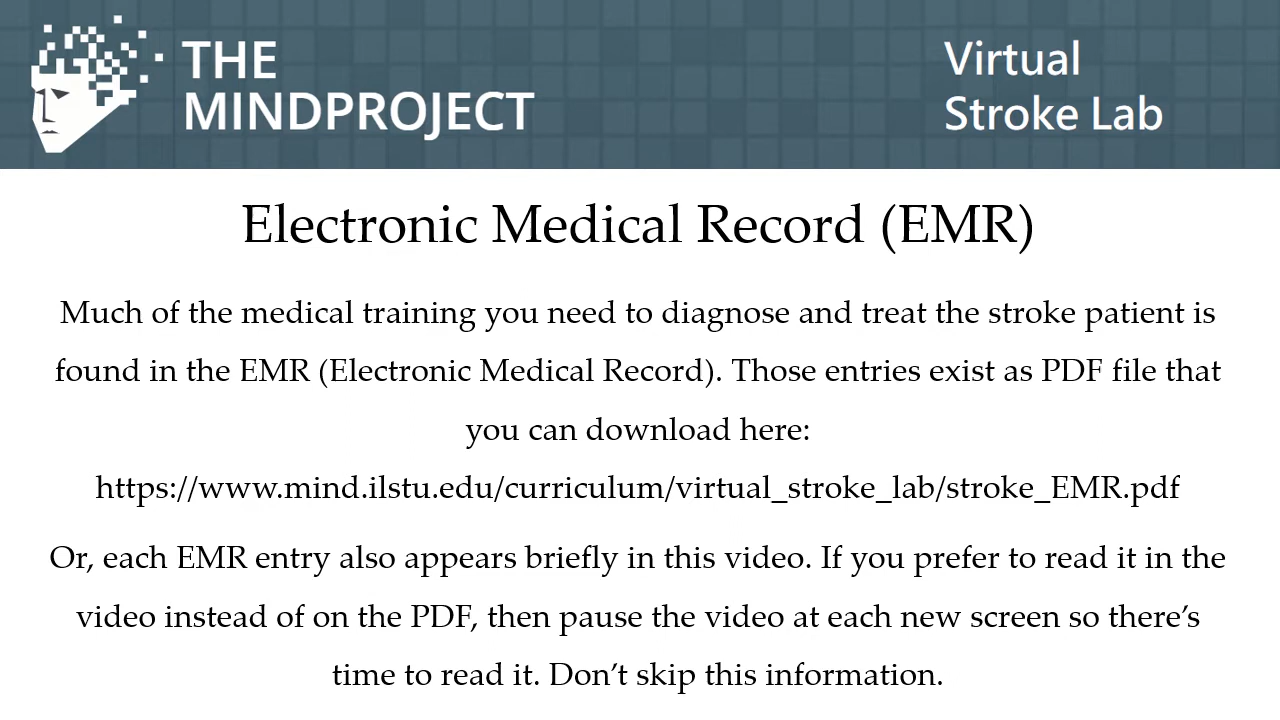 THE
MINDPROJECT
Virtual
Stroke Lab
Electronic Medical Record (EMR)
Much of the medical training you need to diagnose and treat the stroke patient is
found in the EMR (Electronic Medical Record). Those entries exist as PDF file that
you can download here:
https://www.mind.ilstu.edu/curriculum/virtual_stroke_lab/stroke_EMR.pdf
Or, each EMR entry also appears briefly in this video. If you prefer to read it in the
video instead of on the PDF, then pause the video at each new screen so there’s
time to read it. Don’t skip this information.